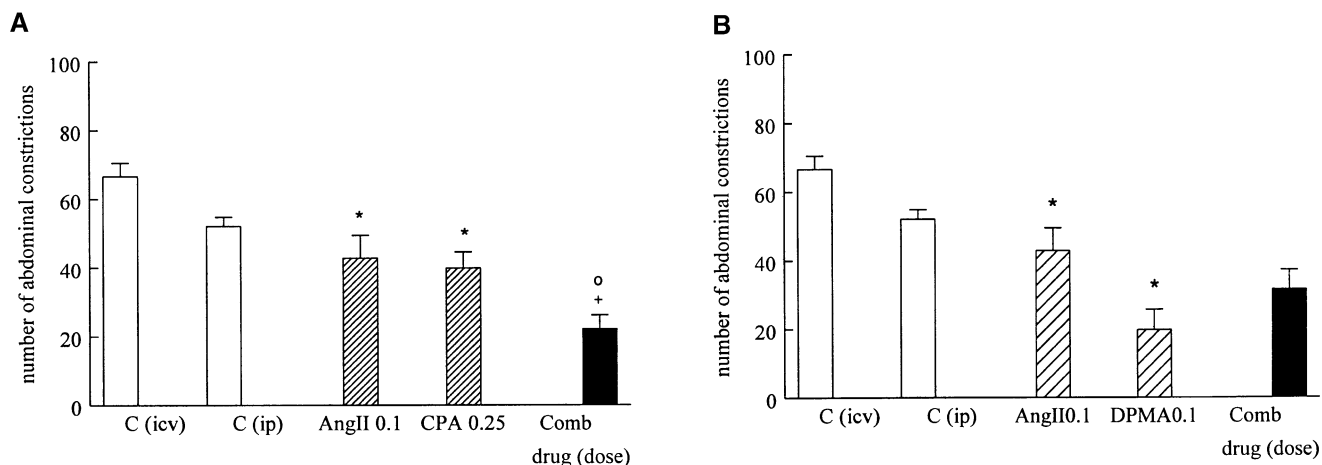 A
number of abdominal constrictions
100
80
60
40
20
0
*
*
o
+
C (icv) C (ip) AngII 0.1 CPA 0.25 Comb
drug (dose)
B
number of abdominal constrictions
100
80
60
40
20
0
*
*
C (icv) C (ip) AngII0.1 DPMA0.1 Comb
drug (dose)